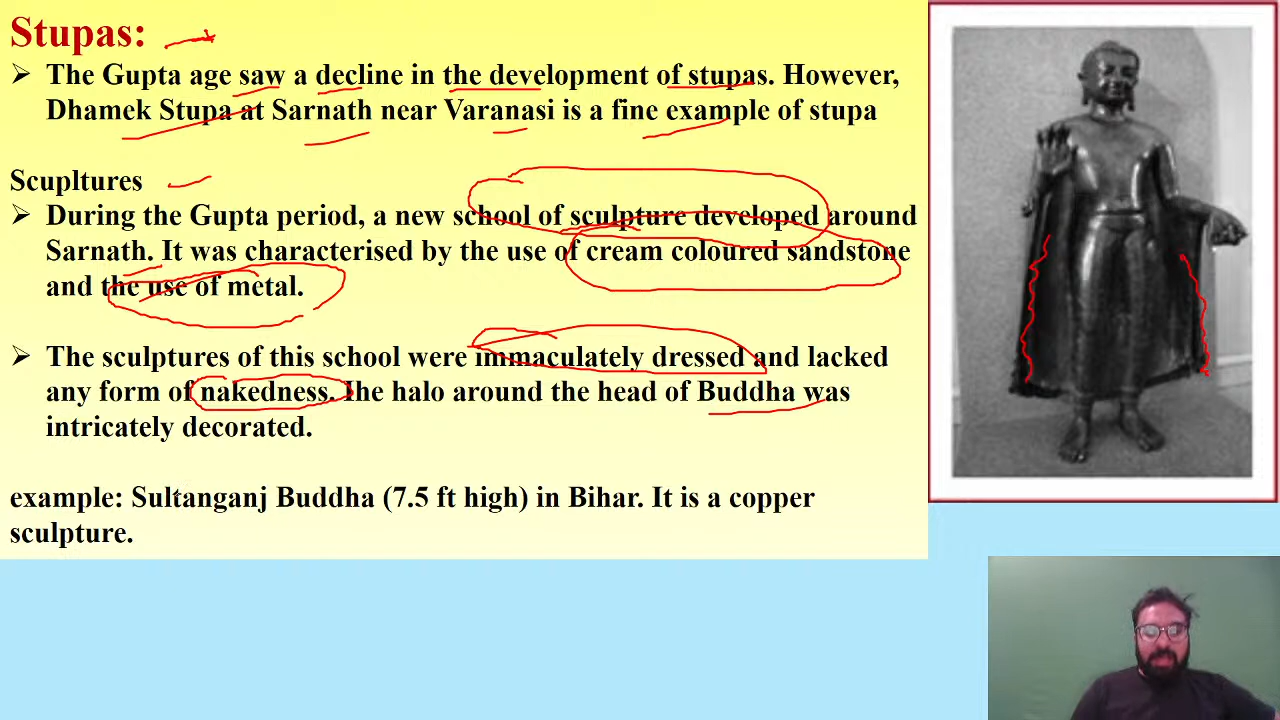 Stupas:
➢ The Gupta age saw a decline in the development of stupas. However,
Dhamek Stupa at Sarnath near Varanasi is a fine example of stupa
Scupltures
➢ During the Gupta period, a new school of sculpture developed around
Sarnath. It was characterised by the use of cream coloured sandstone
and the use of metal.
➢ The sculptures of this school were immaculately dressed and lacked
any form of nakedness. The halo around the head of Buddha was
intricately decorated.
example: Sultanganj Buddha (7.5 ft high) in Bihar. It is a copper
sculpture.